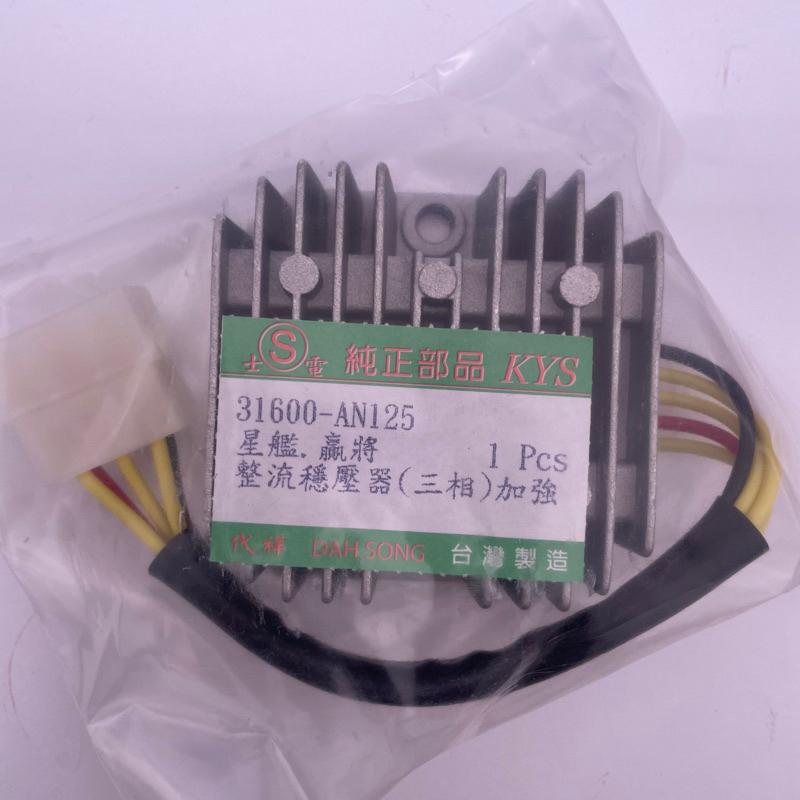 士 S 電 純正部品 KYS
31600-AN125
星艦.贏將 1 Pcs
整流穩壓器(三相)加強
代祥 DAH SONG 台灣製造